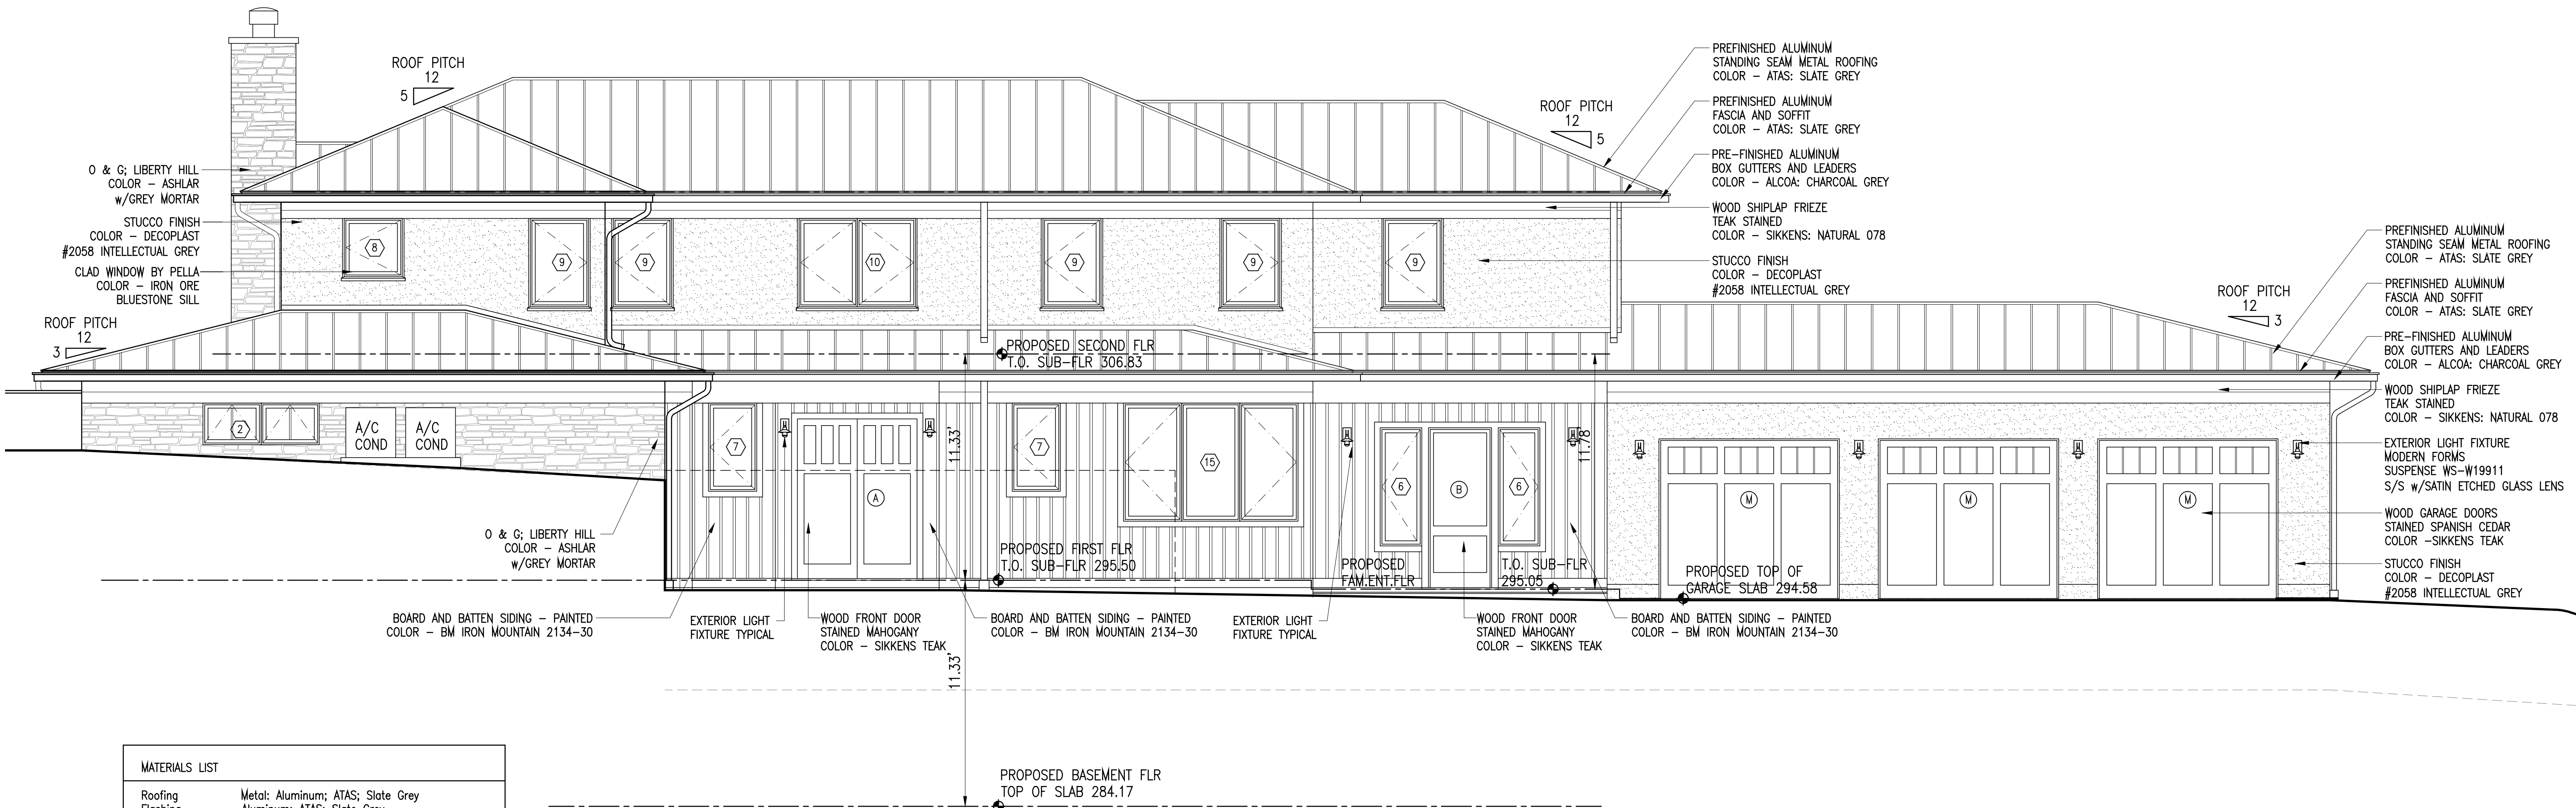 ROOF PITCH
12
5
O & G; LIBERTY HILL
COLOR – ASHLAR
w/GREY MORTAR
STUCCO FINISH
COLOR – DECOPLAST
#2058 INTELLECTUAL GREY
CLAD WINDOW BY PELLA
COLOR – IRON ORE
BLUESTONE SILL
ROOF PITCH
12
3
ROOF PITCH
12
5
PREFINISHED ALUMINUM
STANDING SEAM METAL ROOFING
COLOR – ATAS: SLATE GREY
PREFINISHED ALUMINUM
FASCIA AND SOFFIT
COLOR – ATAS: SLATE GREY
PRE-FINISHED ALUMINUM
BOX GUTTERS AND LEADERS
COLOR – ALCOA: CHARCOAL GREY
WOOD SHIPLAP FRIEZE
TEAK STAINED
COLOR – SIKKENS: NATURAL 078
STUCCO FINISH
COLOR – DECOPLAST
#2058 INTELLECTUAL GREY
ROOF PITCH
12
3
PREFINISHED ALUMINUM
STANDING SEAM METAL ROOFING
COLOR – ATAS: SLATE GREY
PREFINISHED ALUMINUM
FASCIA AND SOFFIT
COLOR – ATAS: SLATE GREY
PRE-FINISHED ALUMINUM
BOX GUTTERS AND LEADERS
COLOR – ALCOA: CHARCOAL GREY
WOOD SHIPLAP FRIEZE
TEAK STAINED
COLOR – SIKKENS: NATURAL 078
EXTERIOR LIGHT FIXTURE
MODERN FORMS
SUSPENSE WS-W19911
S/S w/SATIN ETCHED GLASS LENS
WOOD GARAGE DOORS
STAINED SPANISH CEDAR
COLOR –SIKKENS TEAK
STUCCO FINISH
COLOR – DECOPLAST
#2058 INTELLECTUAL GREY
8
9
9
10
9
9
9
PROPOSED SECOND FLR
T.O. SUB-FLR 306.83
2
A/C
COND
A/C
COND
7
A
7
15
6
B
6
M
M
M
11.33'
11.78'
O & G; LIBERTY HILL
COLOR – ASHLAR
w/GREY MORTAR
PROPOSED FIRST FLR
T.O. SUB-FLR 295.50
PROPOSED
FAM.ENT.FLR
T.O. SUB-FLR
295.05
PROPOSED TOP OF
GARAGE SLAB 294.58
BOARD AND BATTEN SIDING – PAINTED
COLOR – BM IRON MOUNTAIN 2134-30
EXTERIOR LIGHT
FIXTURE TYPICAL
WOOD FRONT DOOR
STAINED MAHOGANY
COLOR – SIKKENS TEAK
BOARD AND BATTEN SIDING – PAINTED
COLOR – BM IRON MOUNTAIN 2134-30
EXTERIOR LIGHT
FIXTURE TYPICAL
WOOD FRONT DOOR
STAINED MAHOGANY
COLOR – SIKKENS TEAK
BOARD AND BATTEN SIDING – PAINTED
COLOR – BM IRON MOUNTAIN 2134-30
11.33'
PROPOSED BASEMENT FLR
TOP OF SLAB 284.17
MATERIALS LIST
Roofing Metal: Aluminum; ATAS; Slate Grey
Flashing Aluminum; ATAS; Slate Grey